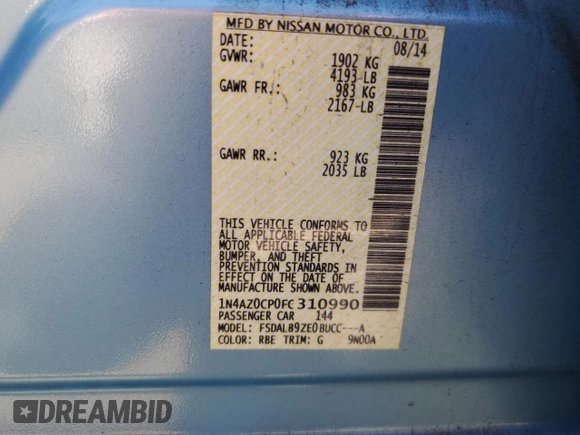 MFD BY NISSAN MOTOR CO., LTD.
DATE: 08/14
GVWR: 1902 KG
4193 LB
GAWR FR.: 983 KG
2167 LB
GAWR RR.: 923 KG
2035 LB
THIS VEHICLE CONFORMS TO
ALL APPLICABLE FEDERAL
MOTOR VEHICLE SAFETY,
BUMPER, AND THEFT
PREVENTION STANDARDS IN
EFFECT ON THE DATE OF
MANUFACTURE SHOWN ABOVE.
1N4AZ0CP0FC310990
PASSENGER CAR 144
MODEL: FSDALB9ZE0BUCC---A
COLOR: RBE TRIM: G 9N00A
DREAMBID